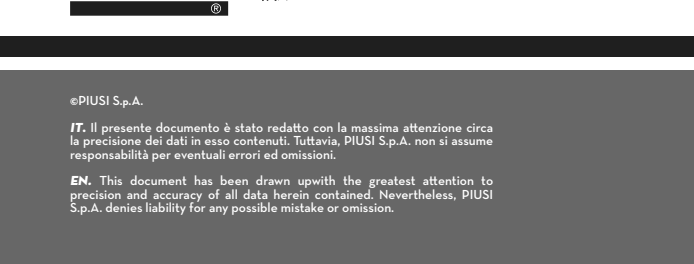 ®
©PIUSI S.p.A.
IT. Il presente documento è stato redatto con la massima attenzione circa
la precisione dei dati in esso contenuti. Tuttavia, PIUSI S.p.A. non si assume
responsabilità per eventuali errori ed omissioni.
EN. This document has been drawn upwith the greatest attention to
precision and accuracy of all data herein contained. Nevertheless, PIUSI
S.p.A. denies liability for any possible mistake or omission.